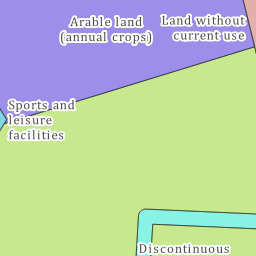 Arable land
(annual crops)
Land without
current use
Sports and
leisure
facilities
Discontinuous